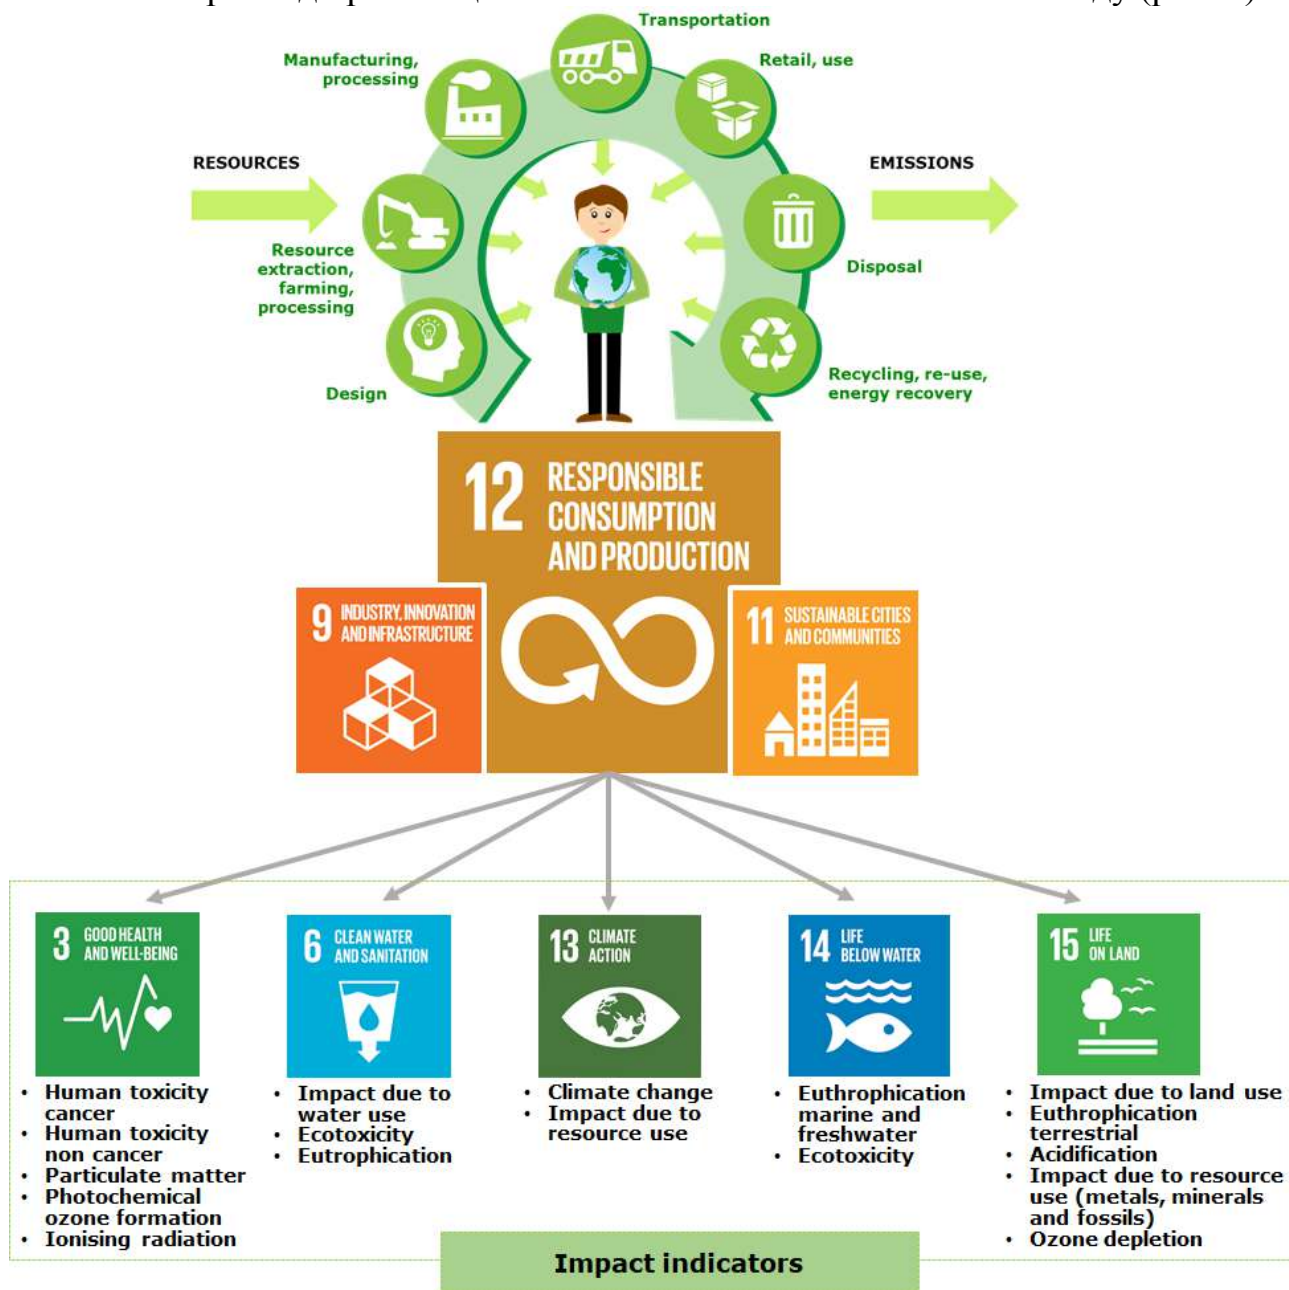 Transportation
Manufacturing,
processing
Retail, use
RESOURCES
EMISSIONS
Resource
extraction,
farming,
processing
Disposal
Design
Recycling, re-use,
energy recovery
12 RESPONSIBLE
CONSUMPTION
AND PRODUCTION
9 INDUSTRY, INNOVATION
AND INFRASTRUCTURE
11 SUSTAINABLE CITIES
AND COMMUNITIES
3 GOOD HEALTH
AND WELL-BEING
• Human toxicity
cancer
• Human toxicity
non cancer
• Particulate matter
• Photochemical
ozone formation
• Ionising radiation
6 CLEAN WATER
AND SANITATION
• Impact due to
water use
• Ecotoxicity
• Eutrophication
13 CLIMATE
ACTION
• Climate change
• Impact due to
resource use
14 LIFE
BELOW WATER
• Euthrophication
marine and
freshwater
• Ecotoxicity
15 LIFE
ON LAND
• Impact due to land use
• Euthrophication
terrestrial
• Acidification
• Impact due to resource
use (metals, minerals
and fossils)
• Ozone depletion
Impact indicators